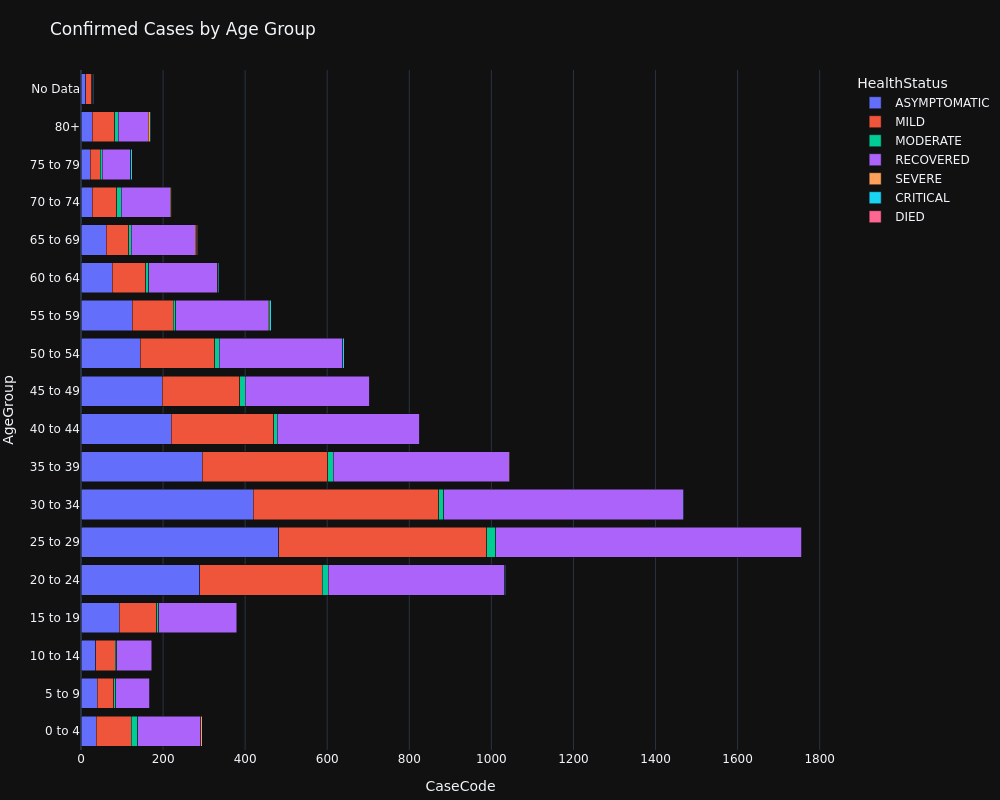 Confirmed Cases by Age Group
HealthStatus
ASYMPTOMATIC
MILD
MODERATE
RECOVERED
SEVERE
CRITICAL
DIED
AgeGroup
No Data
80+
75 to 79
70 to 74
65 to 69
60 to 64
55 to 59
50 to 54
45 to 49
40 to 44
35 to 39
30 to 34
25 to 29
20 to 24
15 to 19
10 to 14
5 to 9
0 to 4
0 200 400 600 800 1000 1200 1400 1600 1800
CaseCode